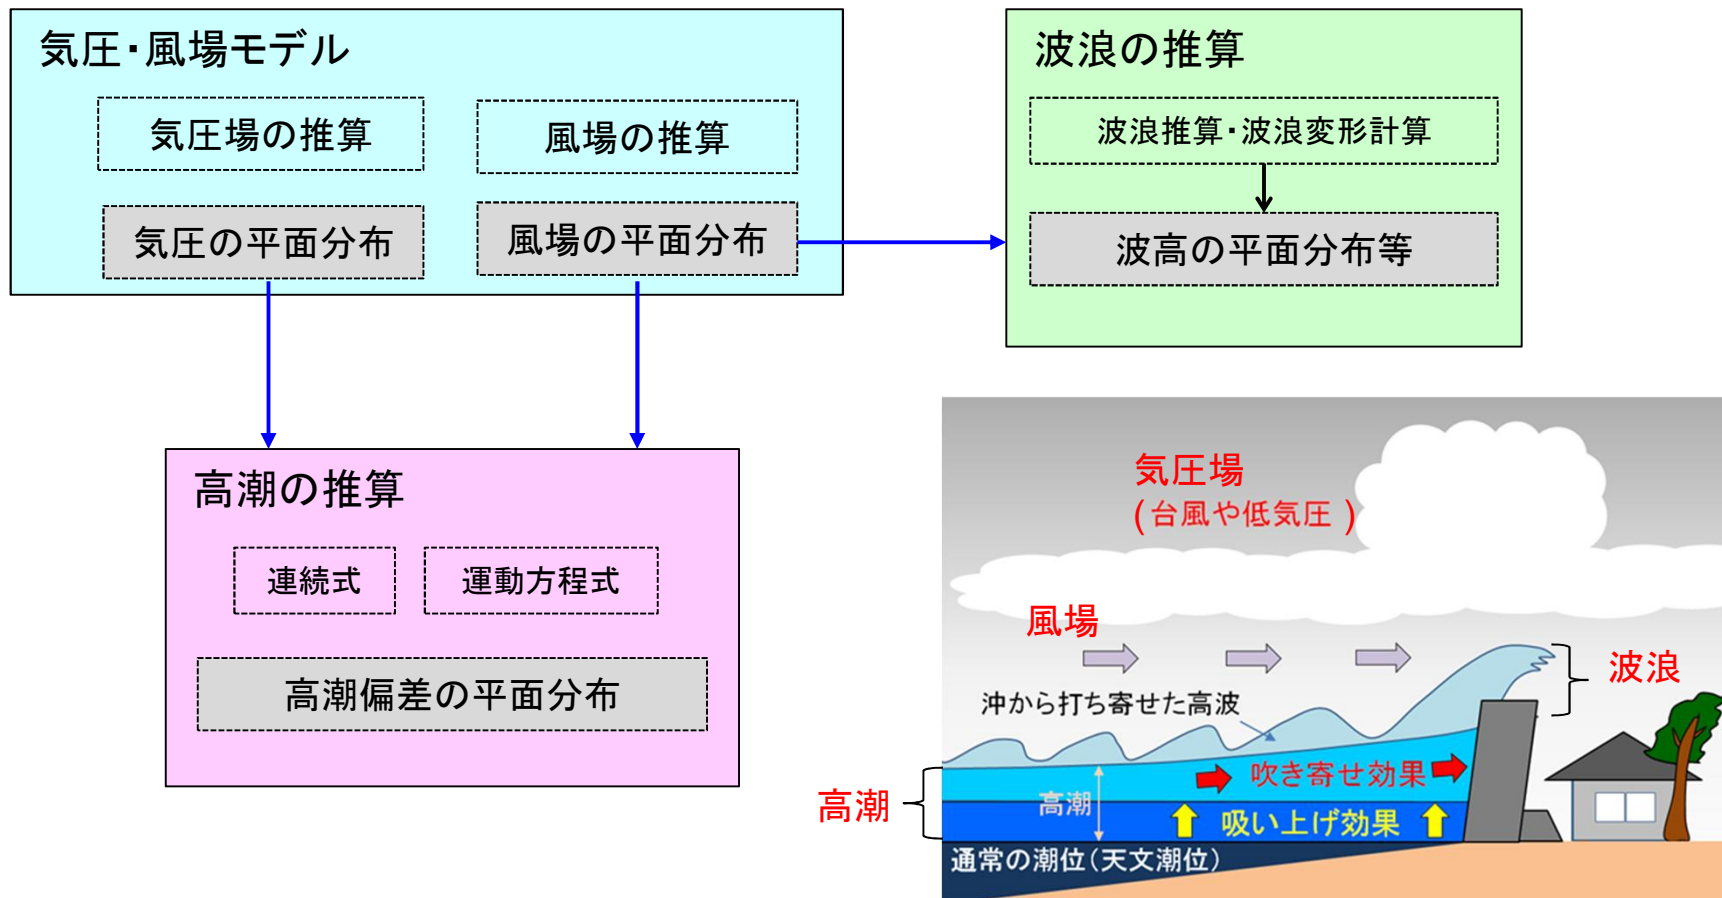 気圧・風場モデル
気圧場の推算
風場の推算
気圧の平面分布
風場の平面分布
波浪の推算
波浪推算・波浪変形計算
波高の平面分布等
高潮の推算
連続式
運動方程式
高潮偏差の平面分布
気圧場
(台風や低気圧)
風場
波浪
沖から打ち寄せた高波
吹き寄せ効果
高潮
高潮
吸い上げ効果
通常の潮位(天文潮位)